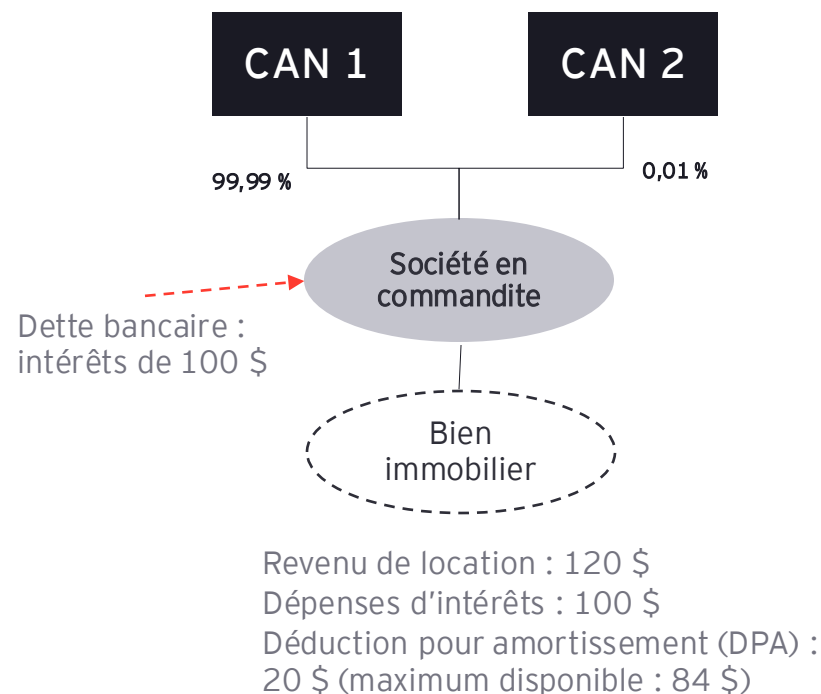 CAN 1
CAN 2
99,99 %
0,01 %
Société en
commandite
Dette bancaire :
intérêts de 100 $
Bien
immobilier
Revenu de location : 120 $
Dépenses d'intérêts : 100 $
Déduction pour amortissement (DPA) :
20 $ (maximum disponible : 84 $)